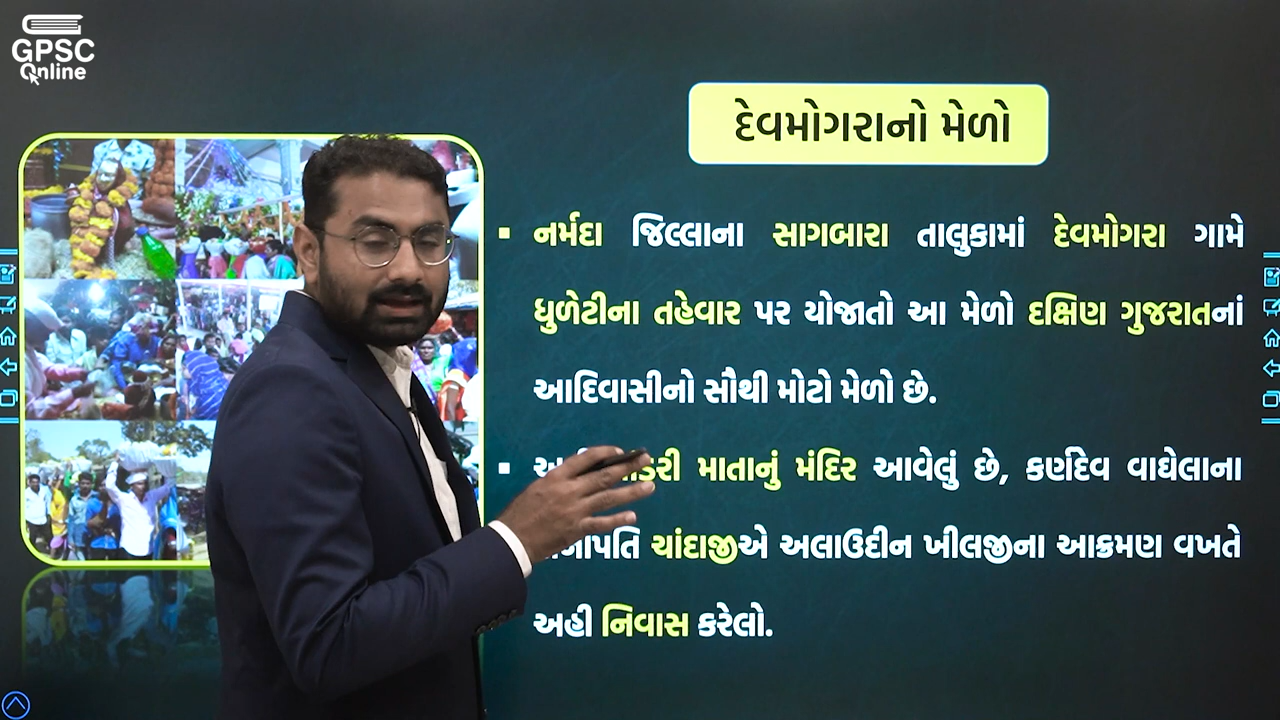 GPSC
Online
દેવમોગરાનો મેળો
▪ નર્મદા જિલ્લાના સાગબારા તાલુકામાં દેવમોગરા ગામે
ધુળેટીના તહેવાર પર યોજાતો આ મેળો દક્ષિણ ગુજરાતનાં
આદિવાસીનો સૌથી મોટો મેળો છે.
▪ માતાનું મંદિર આવેલું છે, કર્ણદેવ વાઘેલાના
ચાંદાજીએ અલાઉદીન ખીલજીના આક્રમણ વખતે
અહી નિવાસ કરેલો.